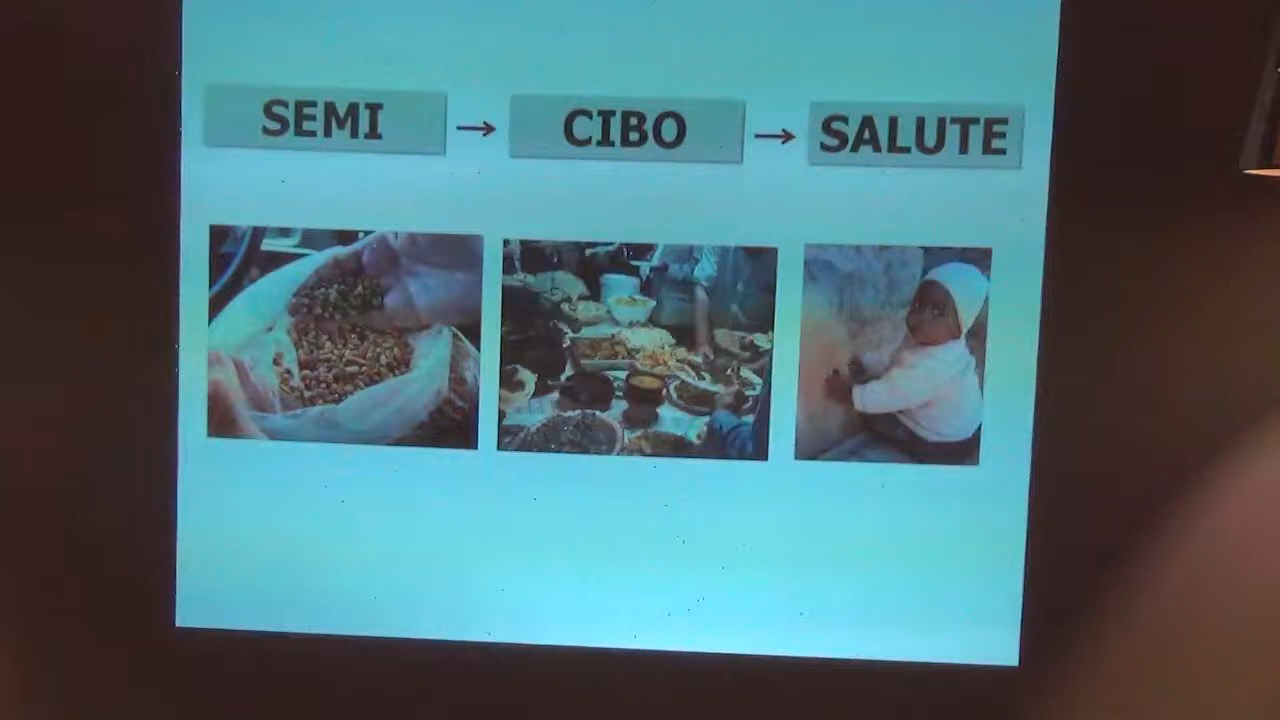 SEMI → CIBO → SALUTE